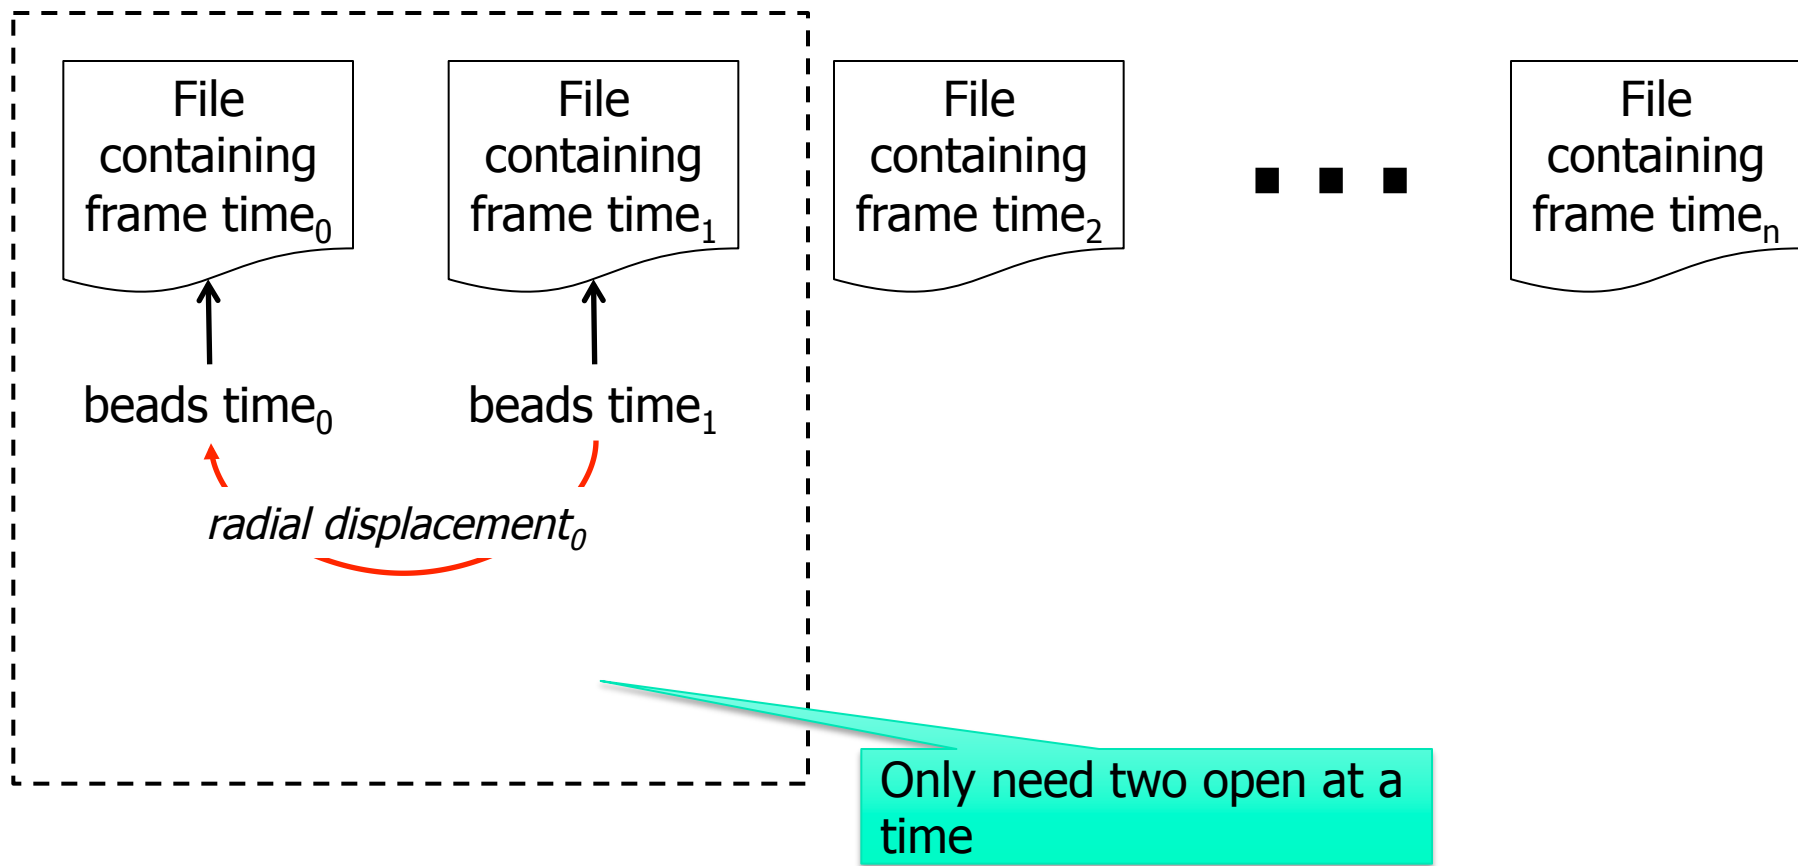 File
containing
frame time₀
File
containing
frame time₁
File
containing
frame time₂
File
containing
frame timeₙ
beads time₀
beads time₁
radial displacement₀
Only need two open at a
time